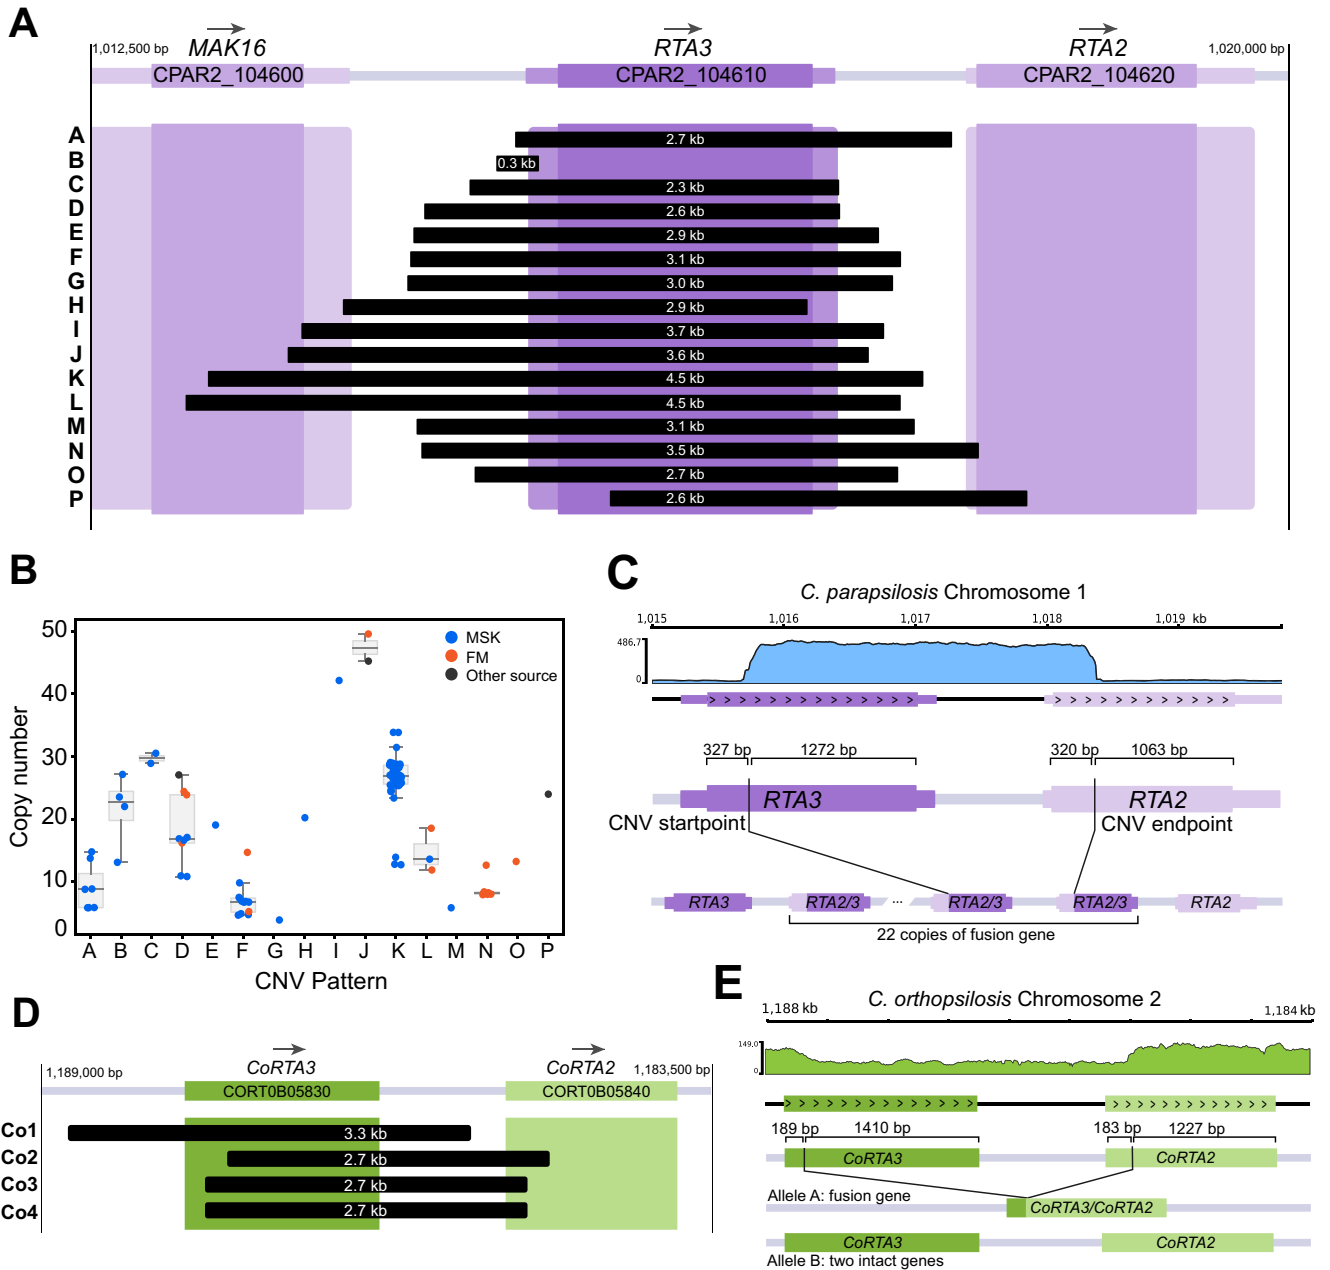 A
1,012,500 bp
MAK16
RTA3
RTA2
1,020,000 bp
CPAR2_104600
CPAR2_104610
CPAR2_104620
A 2.7 kb
B 0.3 kb
C 2.3 kb
D 2.6 kb
E 2.9 kb
F 3.1 kb
G 3.0 kb
H 2.9 kb
I 3.7 kb
J 3.6 kb
K 4.5 kb
L 4.5 kb
M 3.1 kb
N 3.5 kb
O 2.7 kb
P 2.6 kb
B
Copy number
50
40
30
20
10
0
MSK
FM
Other source
A B C D E F G H I J K L M N O P
CNV Pattern
C
C. parapsilosis Chromosome 1
1,015 1,016 1,017 1,018 1,019 kb
486.7
0
> > > > > > > > > > > >
> > > > > > > > > >
327 bp 1272 bp 320 bp 1063 bp
RTA3 RTA2
CNV startpoint CNV endpoint
RTA3 RTA2/3 ... RTA2/3 RTA2/3 RTA2
22 copies of fusion gene
D
CoRTA3 CoRTA2
1,189,000 bp 1,183,500 bp
CORT0B05830 CORT0B05840
Co1 3.3 kb
Co2 2.7 kb
Co3 2.7 kb
Co4 2.7 kb
E
C. orthopsilosis Chromosome 2
1,188 kb 1,184 kb
149.0
0
> > > > > > > > > > > >
> > > > > > > > > >
189 bp 1410 bp 183 bp 1227 bp
CoRTA3 CoRTA2
Allele A: fusion gene
CoRTA3/CoRTA2
CoRTA3 CoRTA2
Allele B: two intact genes